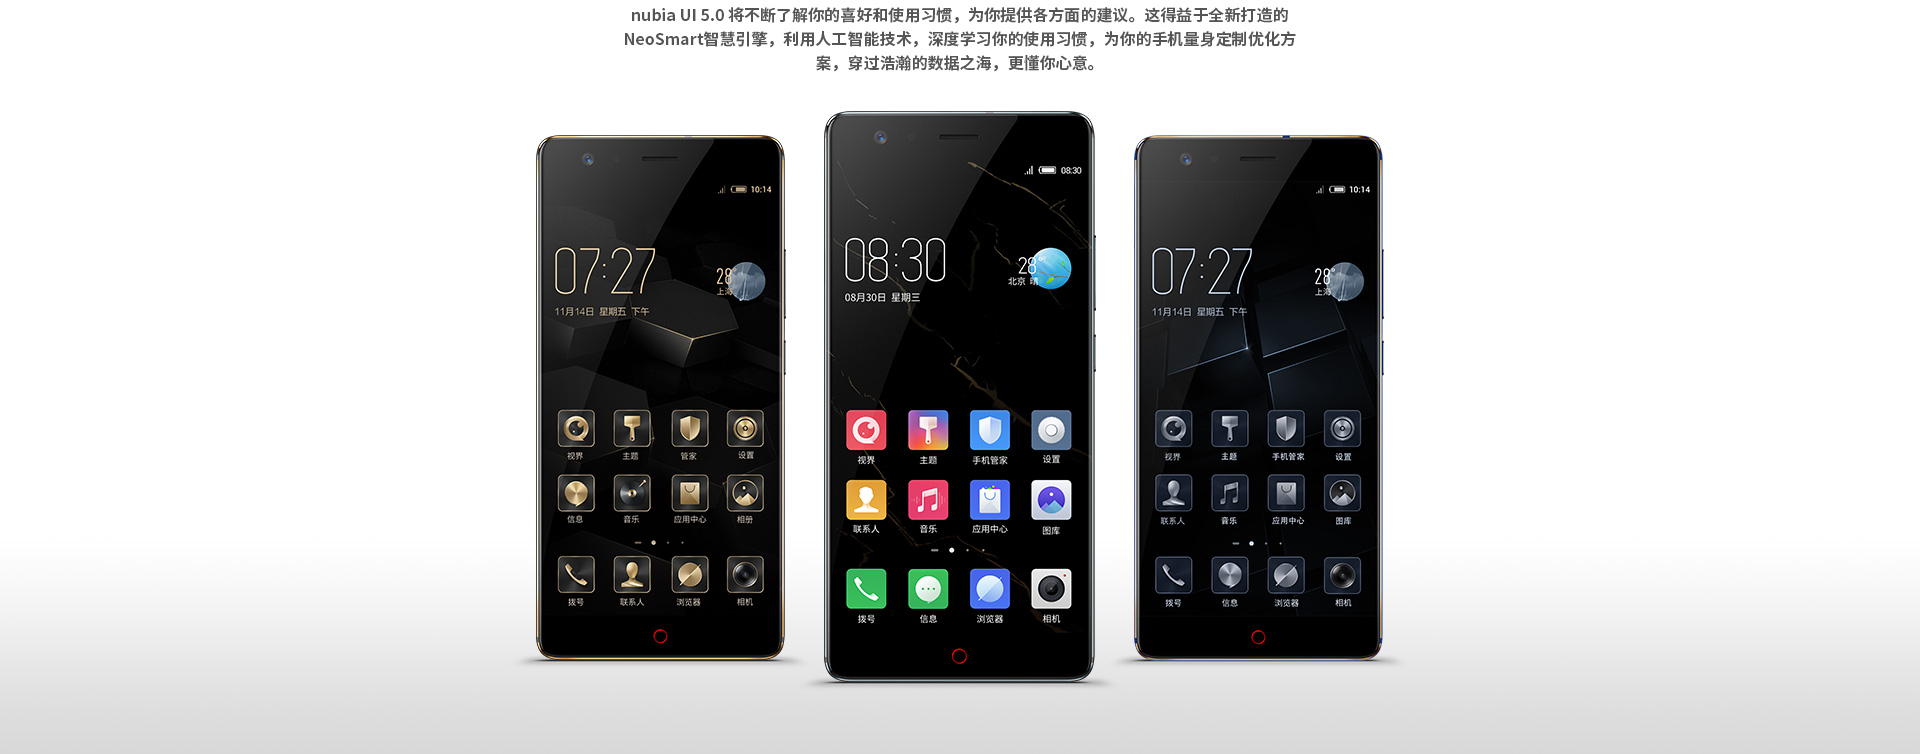 nubia UI 5.0 将不断了解你的喜好和使用习惯，为你提供各方面的建议。这得益于全新打造的
NeoSmart智慧引擎，利用人工智能技术，深度学习你的使用习惯，为你的手机量身定制优化方
案，穿过浩瀚的数据之海，更懂你心意。
10:14
07:27
28°
上海
11月14日 星期五 下午
视界 主题 管家 设置
信息 音乐 应用中心 相册
拨号 联系人 浏览器 相机
08:30
08:30
28°
北京 晴
08月30日 星期三
视界 主题 手机管家 设置
联系人 音乐 应用中心 图库
拨号 信息 浏览器 相机
10:14
07:27
28°
上海
11月14日 星期五 下午
视界 主题 手机管家 设置
联系人 音乐 应用中心 图库
拨号 信息 浏览器 相机